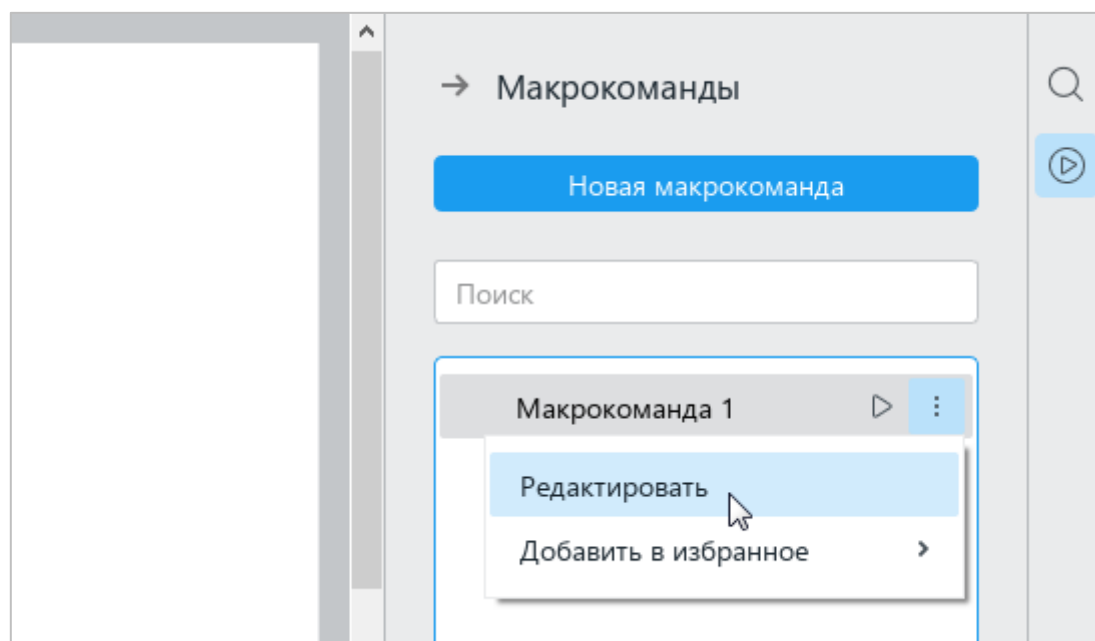 Макрокоманды
Новая макрокоманда
Поиск
Макрокоманда 1
Редактировать
Добавить в избранное